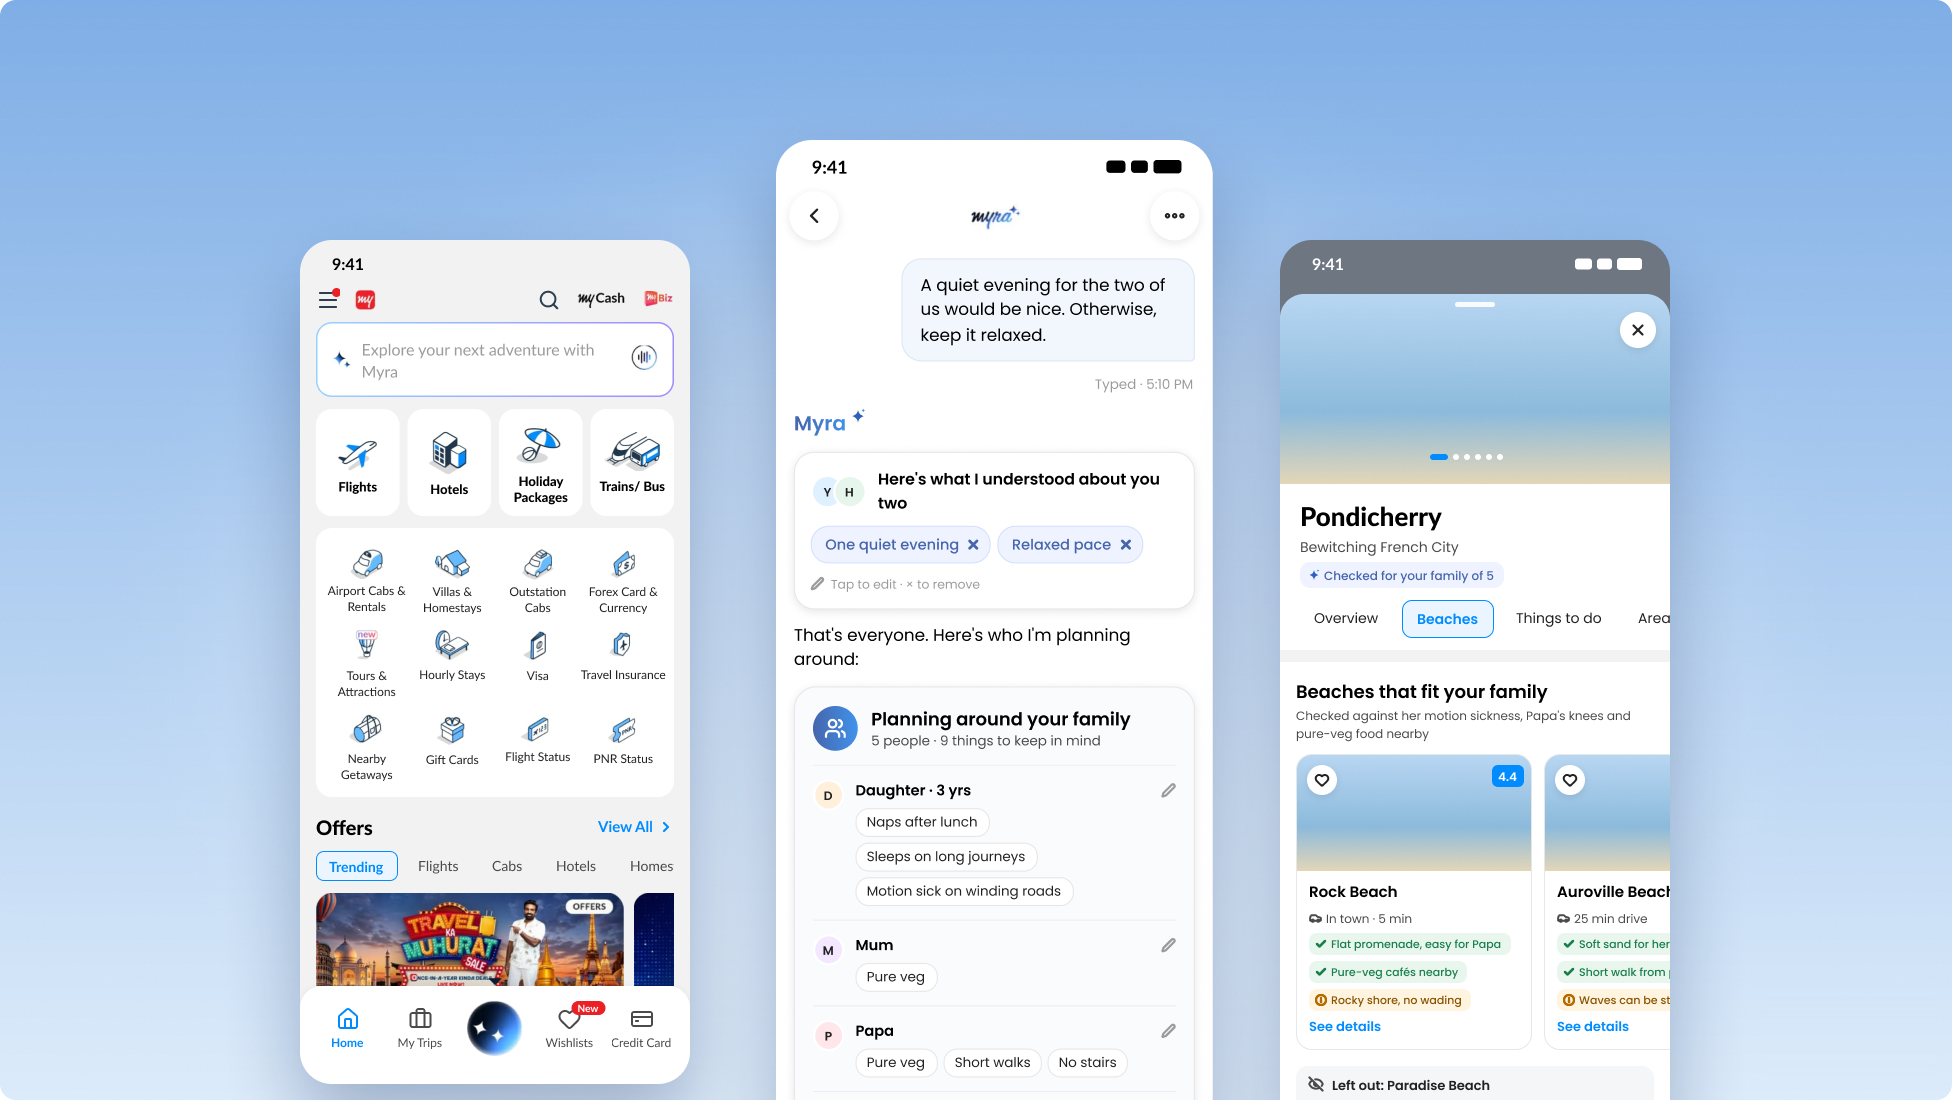 9:41
my
myCash
my Biz
Explore your next adventure with
Myra
Flights
Hotels
Holiday
Packages
Trains/ Bus
Airport Cabs &
Rentals
Villas &
Homestays
Outstation
Cabs
Forex Card &
Currency
new
Tours &
Attractions
Hourly Stays
Visa
Travel Insurance
Nearby
Getaways
Gift Cards
Flight Status
PNR Status
Offers
View All
Trending
Flights
Cabs
Hotels
Homes
OFFERS
TRAVEL
KA
MUHURAT
SALE
ONCE-IN-A-YEAR KINDA DEALS
Home
My Trips
New
Wishlists
Credit Card
9:41
myra
A quiet evening for the two of
us would be nice. Otherwise,
keep it relaxed.
Typed · 5:10 PM
Myra
Y H
Here's what I understood about you
two
One quiet evening ×
Relaxed pace ×
Tap to edit · × to remove
That's everyone. Here's who I'm planning
around:
Planning around your family
5 people · 9 things to keep in mind
D
Daughter · 3 yrs
Naps after lunch
Sleeps on long journeys
Motion sick on winding roads
M
Mum
Pure veg
P
Papa
Pure veg
Short walks
No stairs
9:41
Pondicherry
Bewitching French City
Checked for your family of 5
Overview
Beaches
Things to do
Area
Beaches that fit your family
Checked against her motion sickness, Papa's knees and
pure-veg food nearby
4.4
Rock Beach
In town · 5 min
Flat promenade, easy for Papa
Pure-veg cafés nearby
Rocky shore, no wading
See details
Auroville Beach
25 min drive
Soft sand for her
Short walk from
Waves can be st
See details
Left out: Paradise Beach